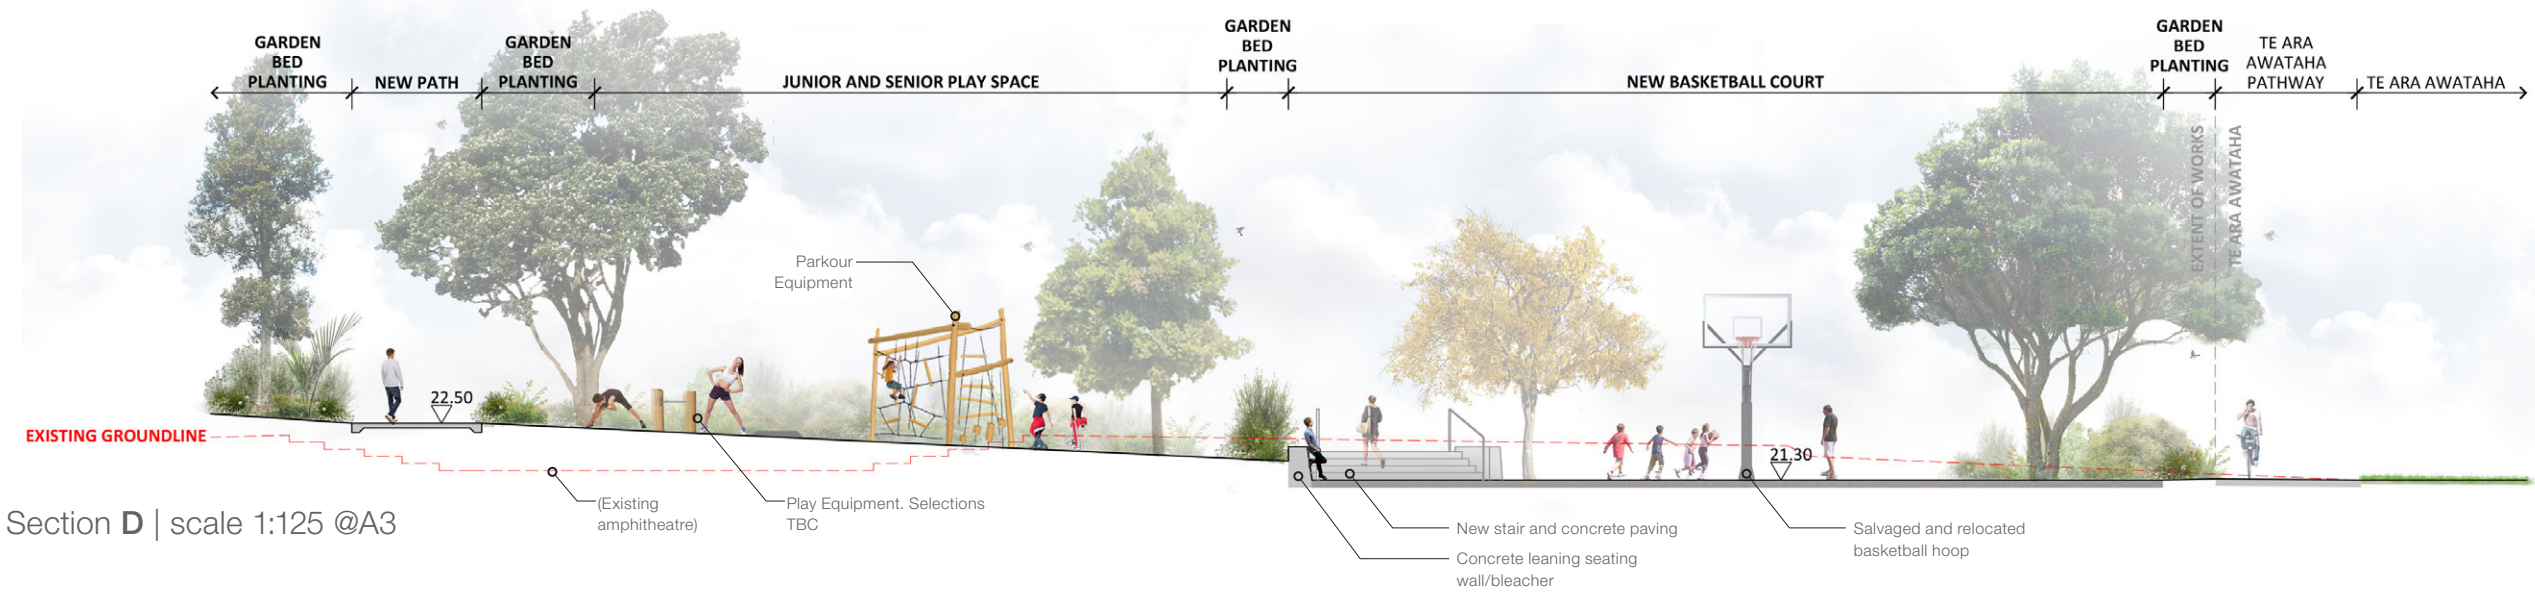 GARDEN
BED
PLANTING
NEW PATH
GARDEN
BED
PLANTING
JUNIOR AND SENIOR PLAY SPACE
GARDEN
BED
PLANTING
NEW BASKETBALL COURT
GARDEN
BED
PLANTING
TE ARA
AWATAHA
PATHWAY
TE ARA AWATAHA
EXTENT OF WORKS
TE ARA AWATAHA
Parkour
Equipment
22.50
EXISTING GROUNDLINE
21.30
(Existing
amphitheatre)
Play Equipment. Selections
TBC
New stair and concrete paving
Concrete leaning seating
wall/bleacher
Salvaged and relocated
basketball hoop
Section D | scale 1:125 @A3